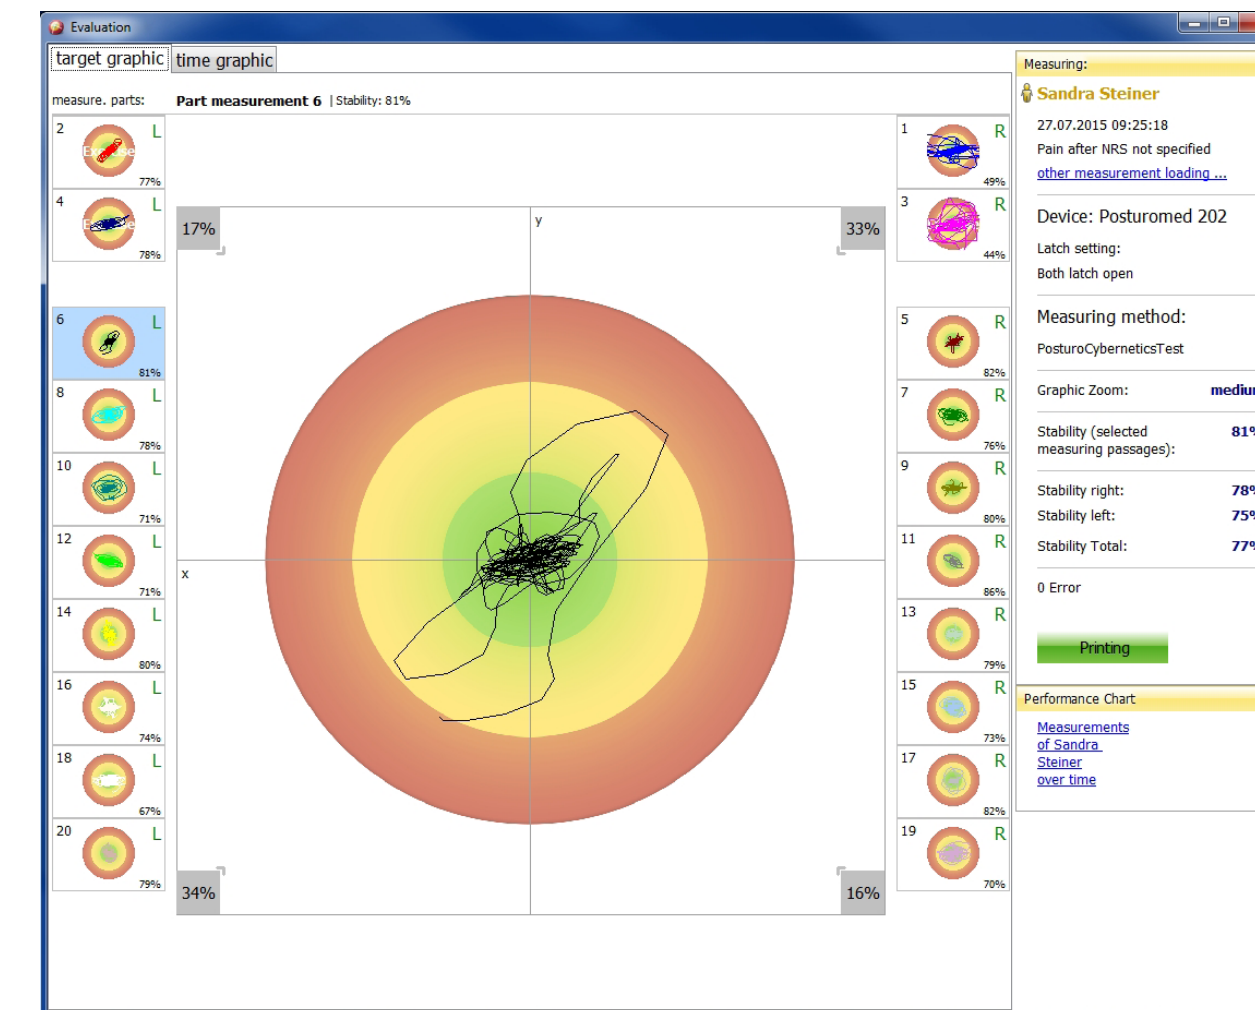 Evaluation
target graphic
time graphic
measure. parts:
Part measurement 6 | Stability: 81%
2
L
77%
4
L
78%
6
L
81%
8
L
78%
10
L
71%
12
L
71%
14
L
80%
16
L
74%
18
L
67%
20
L
79%
17%
33%
y
x
34%
16%
1
R
49%
3
R
44%
5
R
82%
7
R
76%
9
R
80%
11
R
86%
13
R
79%
15
R
73%
17
R
82%
19
R
70%
Measuring:
Sandra Steiner
27.07.2015 09:25:18
Pain after NRS not specified
other measurement loading ...
Device: Posturomed 202
Latch setting:
Both latch open
Measuring method:
PosturoCyberneticsTest
Graphic Zoom:
Stability (selected 81%
measuring passages):
Stability right: 78%
Stability left: 75%
Stability Total: 77%
0 Error
Printing
Performance Chart
Measurements
of Sandra
Steiner
over time